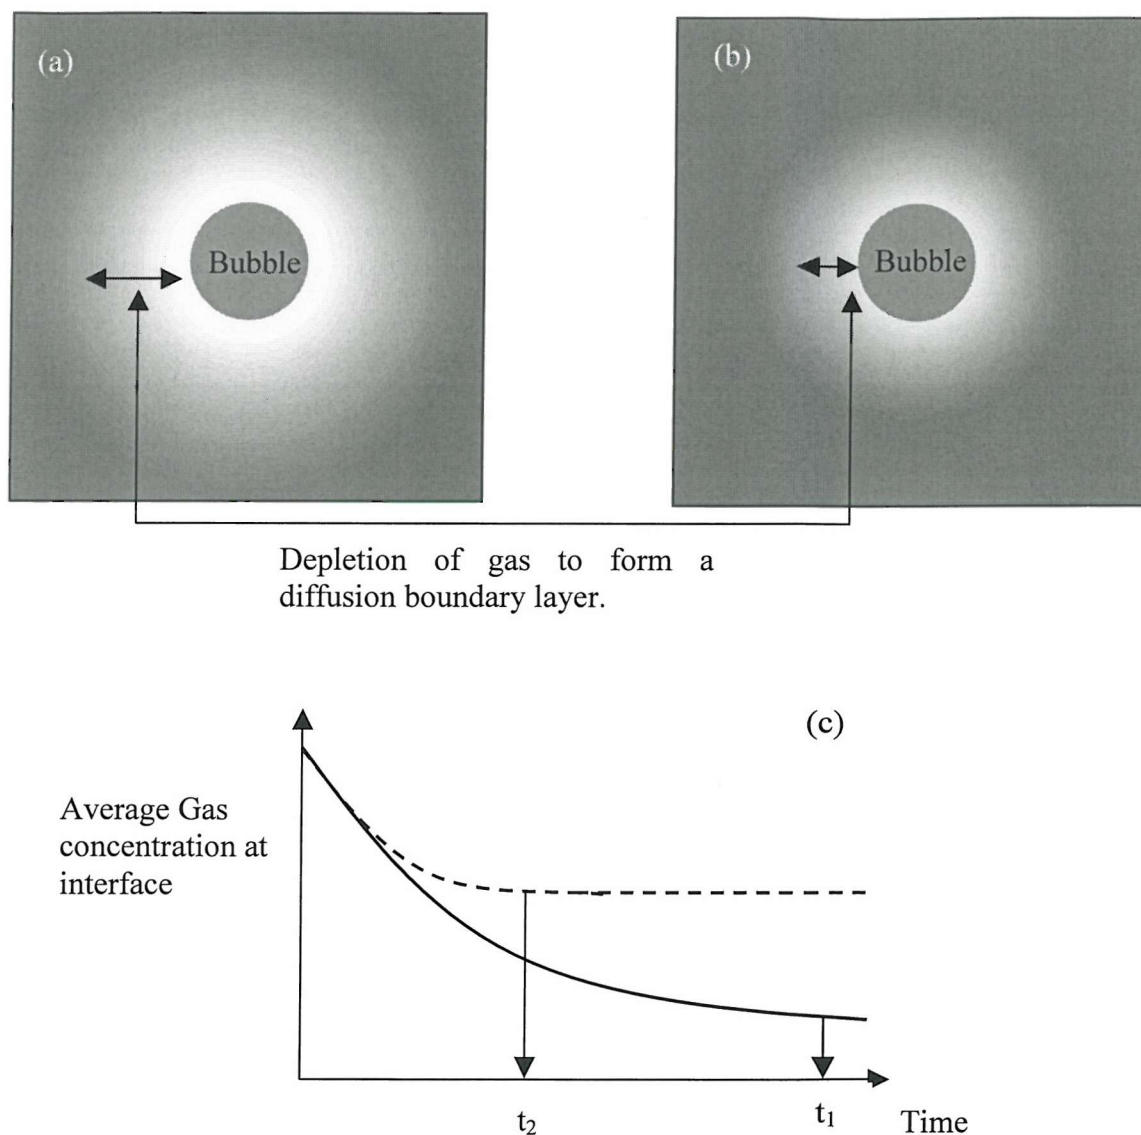 (a)
(b)
Bubble
Bubble
Depletion of gas to form a
diffusion boundary layer.
(c)
Average Gas
concentration at
interface
t₂
t₁
Time